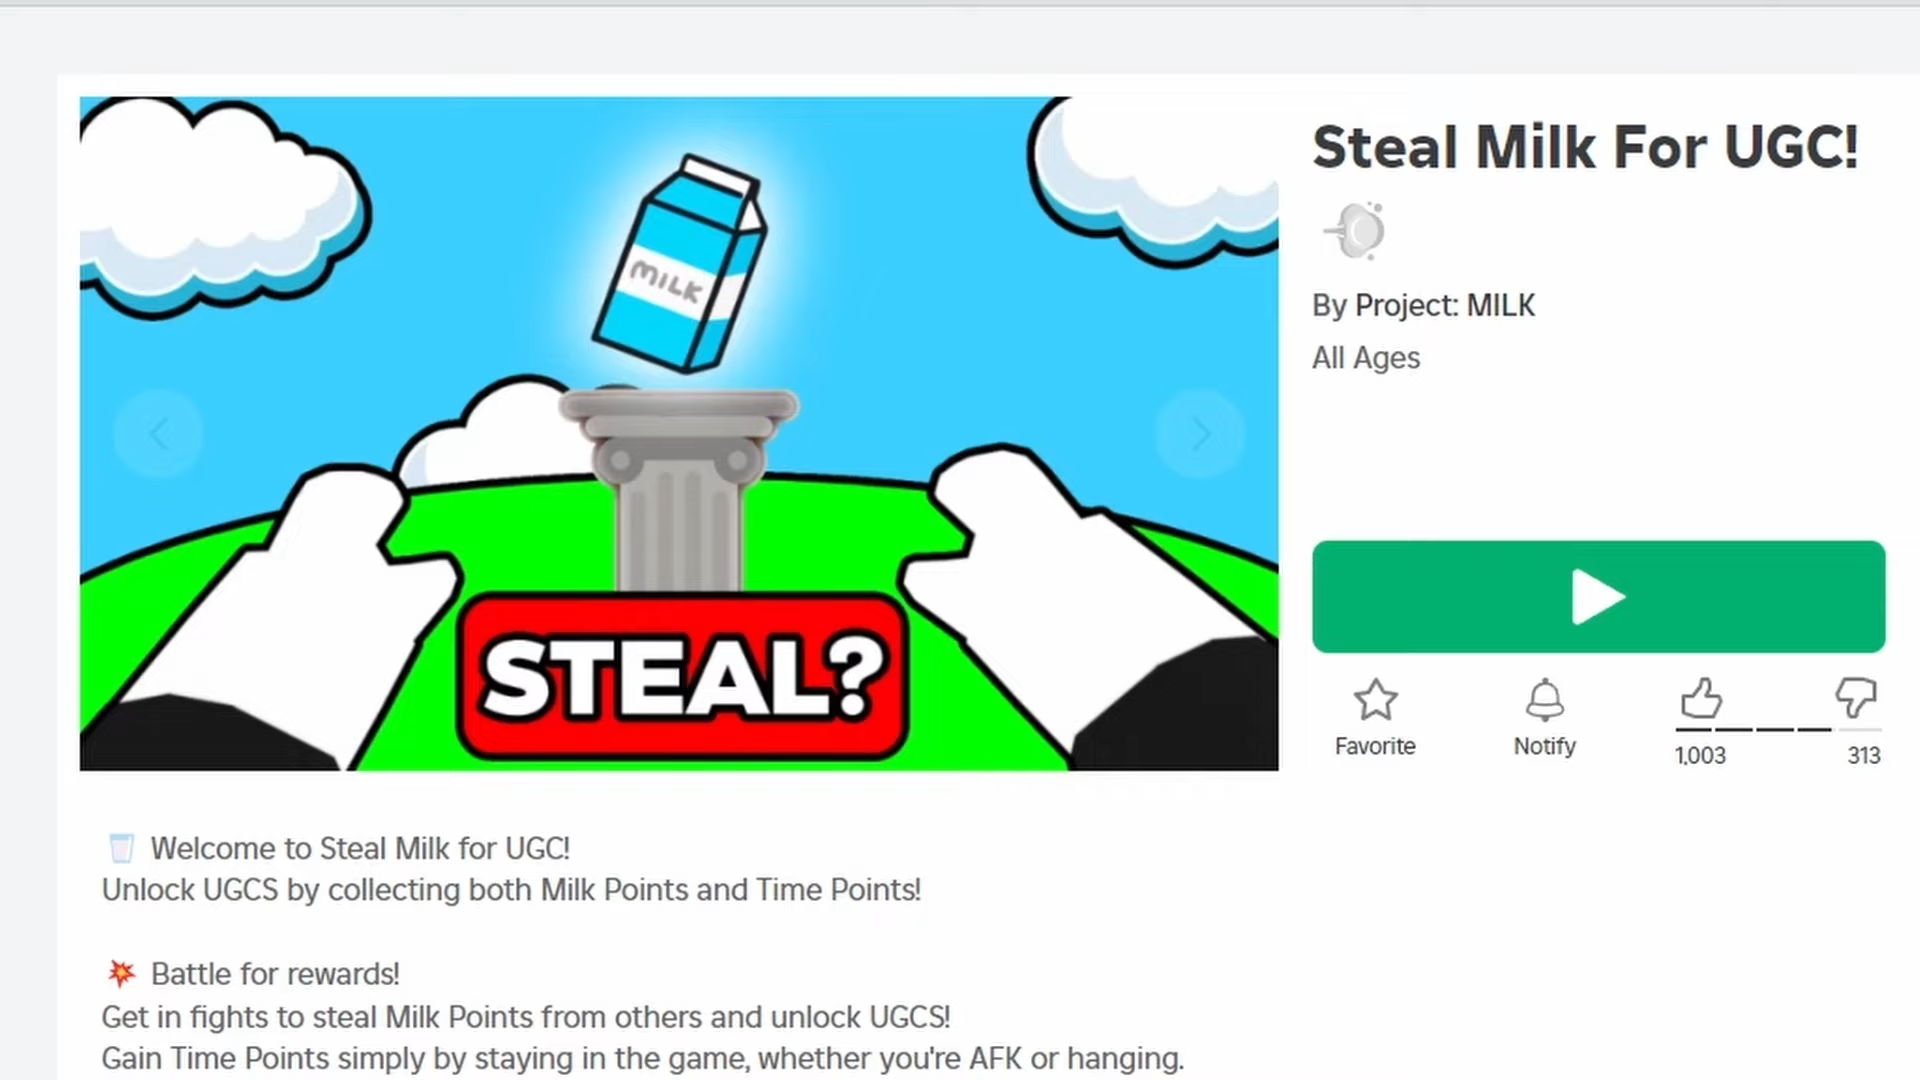 MILK
STEAL?
Steal Milk For UGC!
By Project: MILK
All Ages
Favorite
Notify
1,003
313
Welcome to Steal Milk for UGC!
Unlock UGCS by collecting both Milk Points and Time Points!
Battle for rewards!
Get in fights to steal Milk Points from others and unlock UGCS!
Gain Time Points simply by staying in the game, whether you're AFK or hanging.